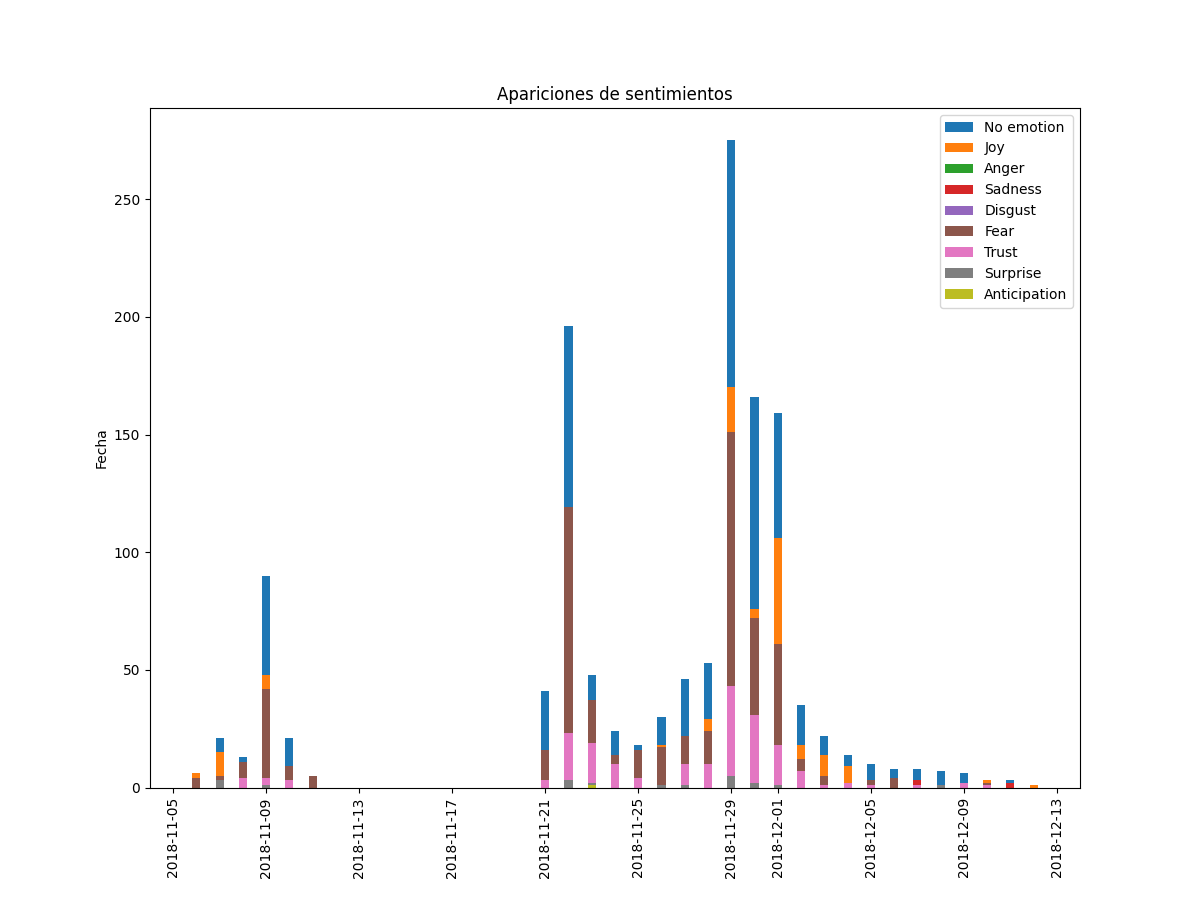 Apariciones de sentimientos
No emotion
Joy
Anger
Sadness
Disgust
Fear
Trust
Surprise
Anticipation
Fecha
250
200
150
100
50
0
2018-11-05
2018-11-09
2018-11-13
2018-11-17
2018-11-21
2018-11-25
2018-11-29
2018-12-01
2018-12-05
2018-12-09
2018-12-13